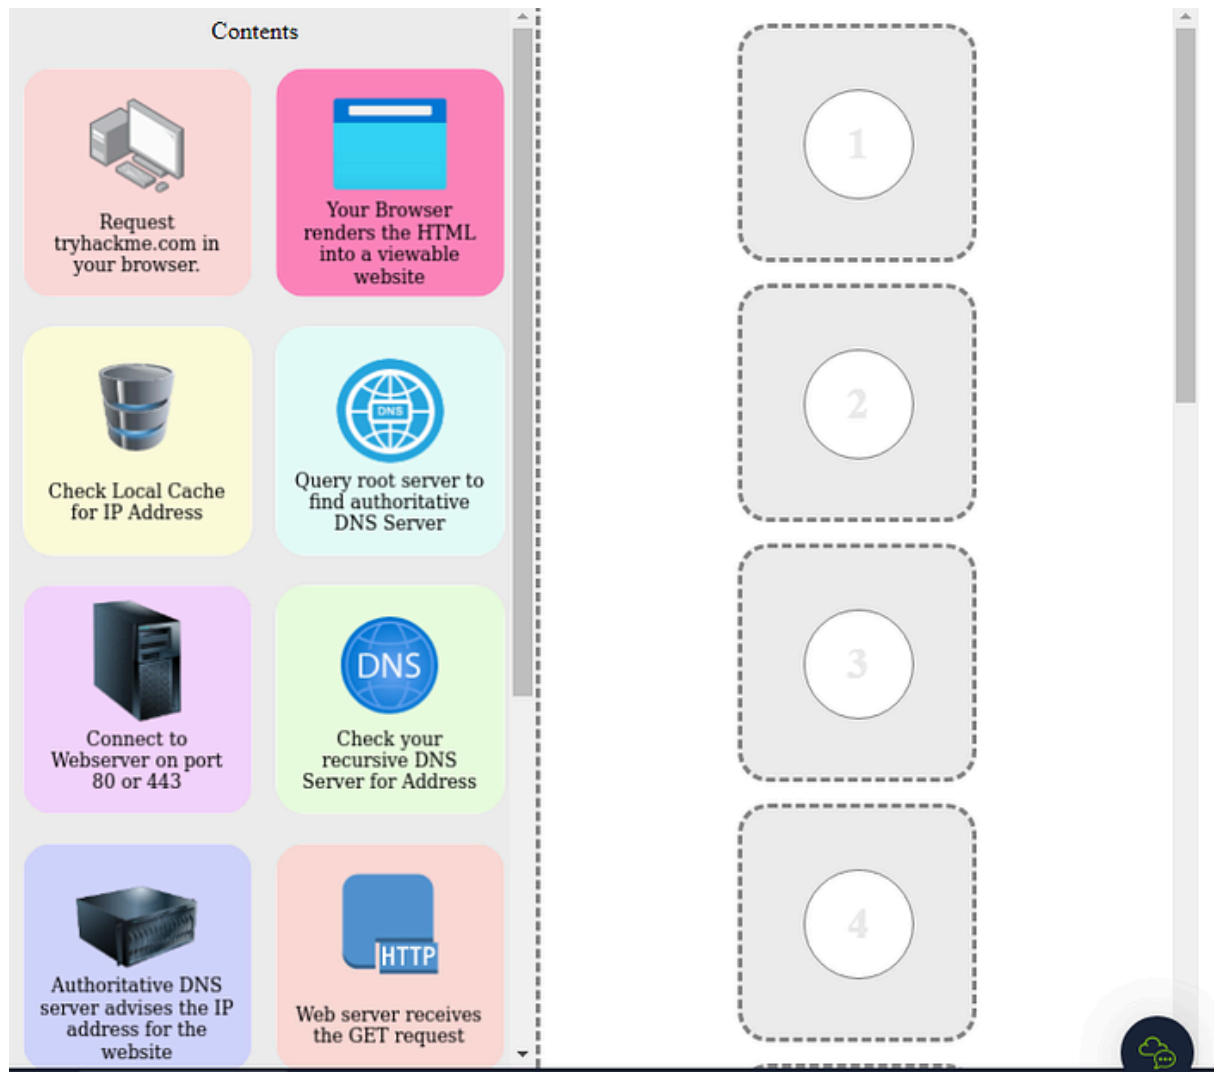 Contents
Request
tryhackme.com in
your browser.
Your Browser
renders the HTML
into a viewable
website
Check Local Cache
for IP Address
DNS
Query root server to
find authoritative
DNS Server
Connect to
Webserver on port
80 or 443
DNS
Check your
recursive DNS
Server for Address
Authoritative DNS
server advises the IP
address for the
website
HTTP
Web server receives
the GET request
1
2
3
4